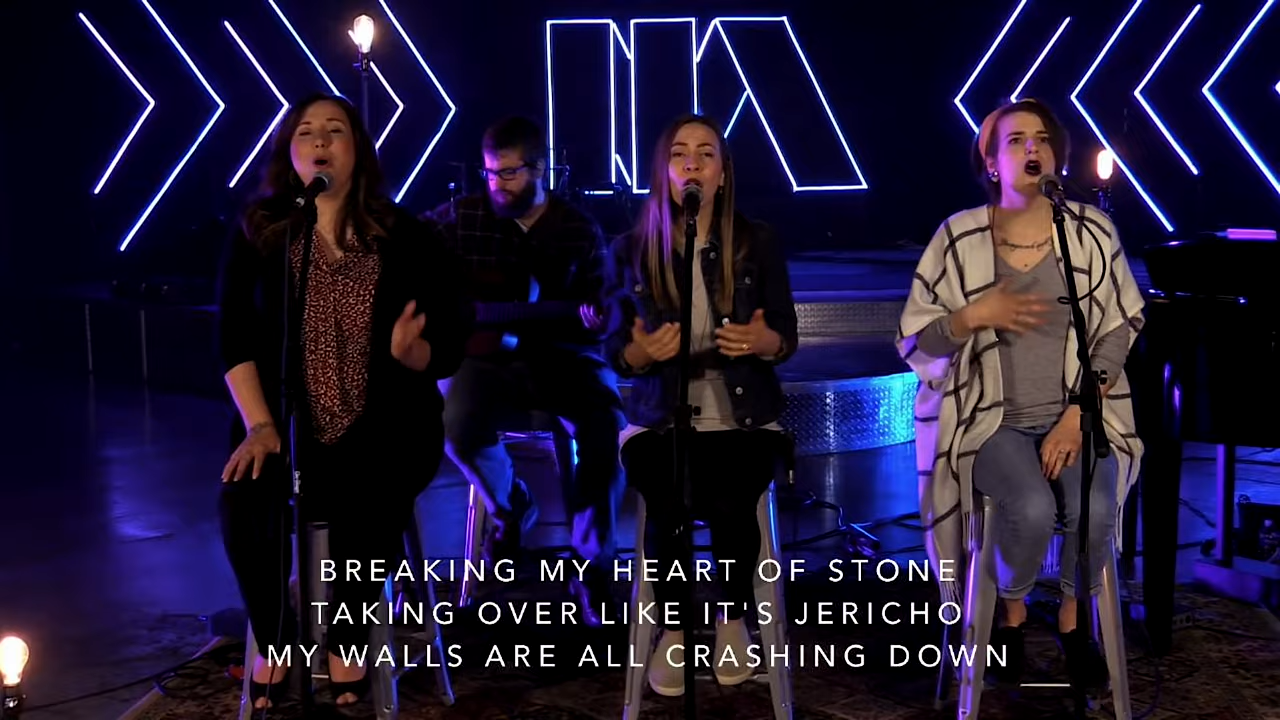 BREAKING MY HEART OF STONE
TAKING OVER LIKE IT'S JERICHO
MY WALLS ARE ALL CRASHING DOWN